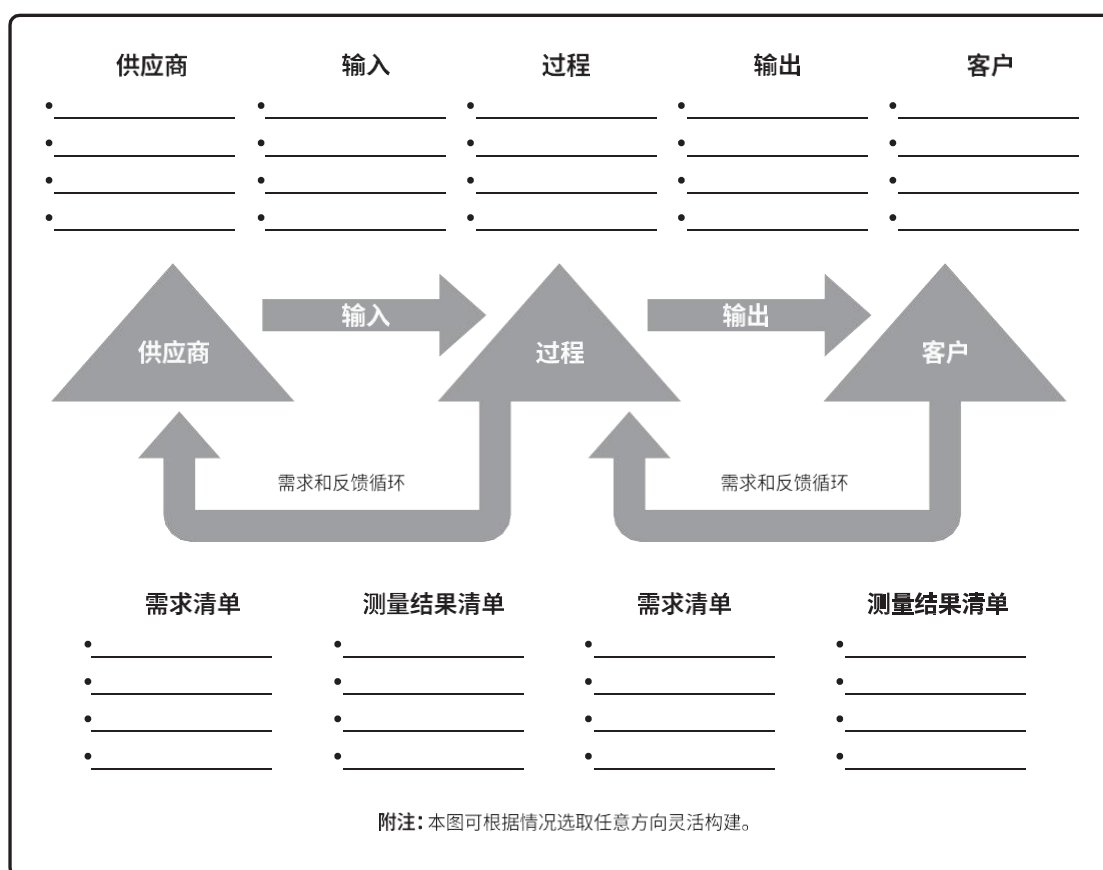 供应商 输入 过程 输出 客户
输入 输出
供应商 过程 客户
需求和反馈循环 需求和反馈循环
需求清单 测量结果清单 需求清单 测量结果清单
附注：本图可根据情况选取任意方向灵活构建。